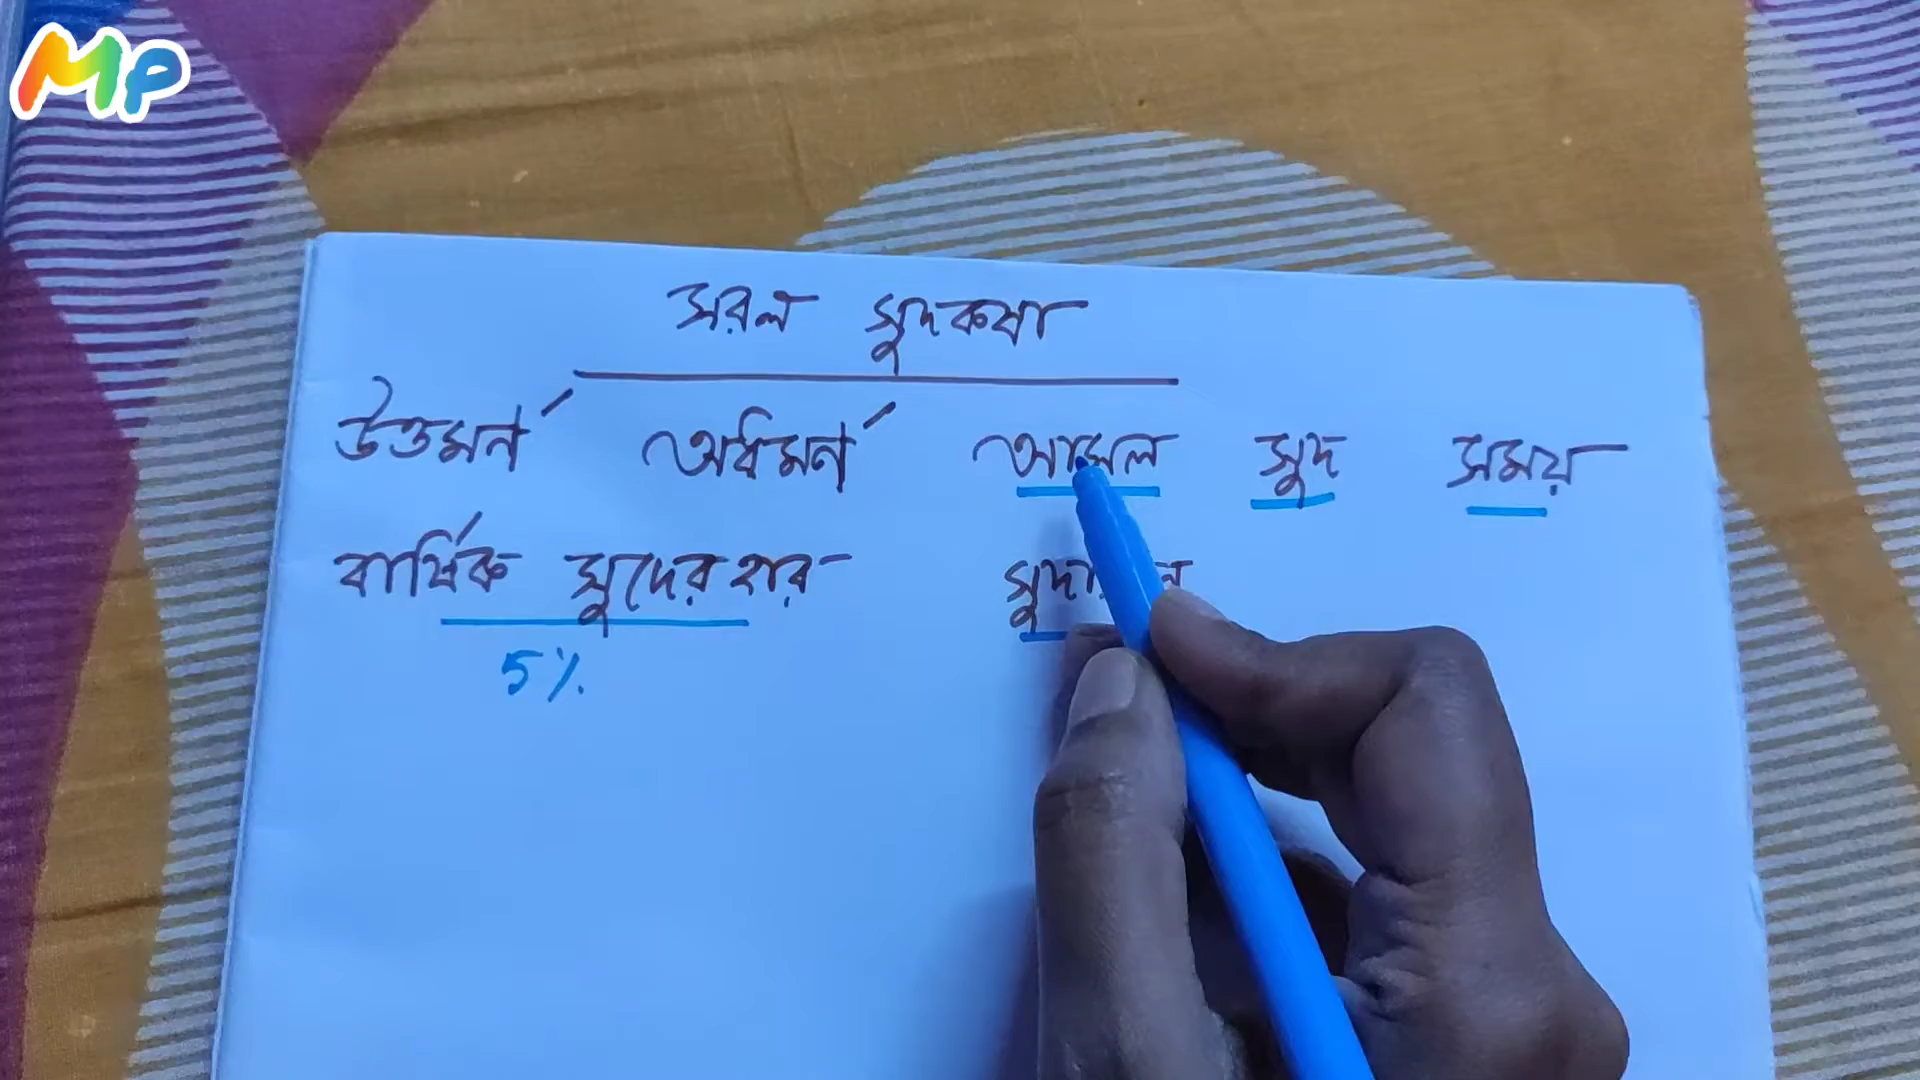 MP
সরল সুদকষা
উত্তমর্ণ অধমর্ণ আসল সুদ সময়
বার্ষিক সুদের হার
5%